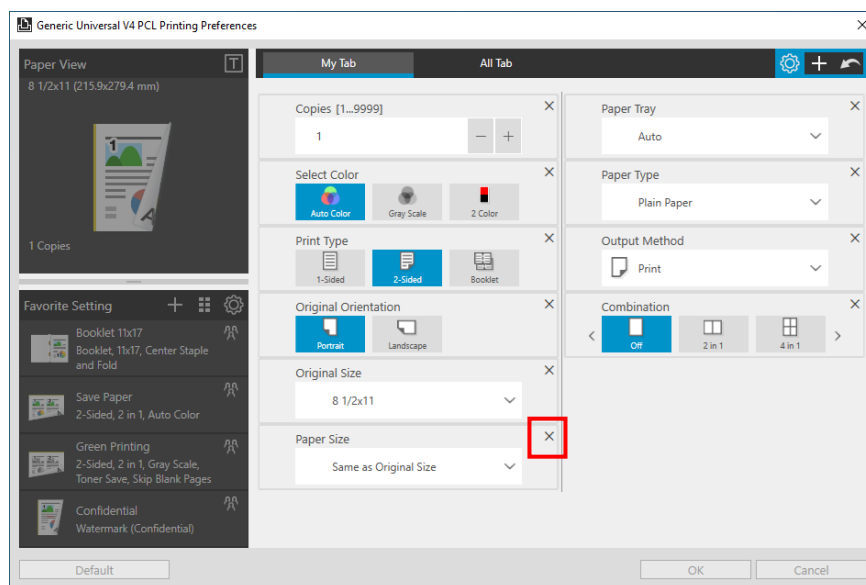 Generic Universal V4 PCL Printing Preferences
Paper View
T
8 1/2x11 (215.9x279.4 mm)
1
A
1 Copies
Favorite Setting
Booklet 11x17
Booklet, 11x17, Center Staple
and Fold
Save Paper
2-Sided, 2 in 1, Auto Color
Green Printing
2-Sided, 2 in 1, Gray Scale,
Toner Save, Skip Blank Pages
Confidential
Watermark (Confidential)
Default
My Tab
All Tab
Copies [1...9999]
1
Select Color
Auto Color
Gray Scale
2 Color
Print Type
1-Sided
2-Sided
Booklet
Original Orientation
Portrait
Landscape
Original Size
8 1/2x11
Paper Size
Same as Original Size
Paper Tray
Auto
Paper Type
Plain Paper
Output Method
Print
Combination
Off
2 in 1
4 in 1
OK
Cancel